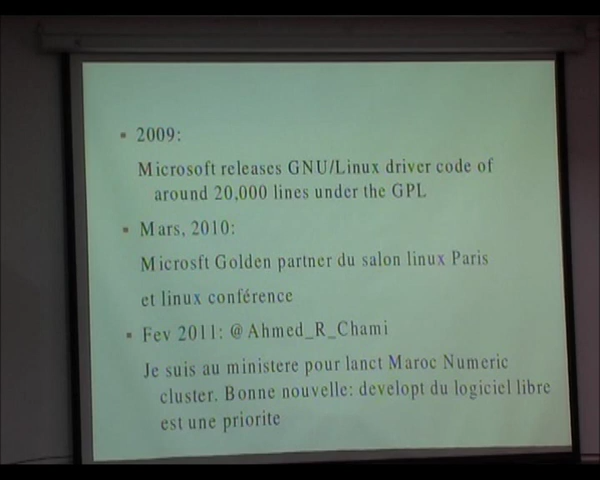 2009:
Microsoft releases GNU/Linux driver code of
around 20,000 lines under the GPL
Mars, 2010:
Microsft Golden partner du salon linux Paris
et linux conférence
Fev 2011: @Ahmed_R_Chami
Je suis au ministere pour lanct Maroc Numeric
cluster. Bonne nouvelle: developt du logiciel libre
est une priorite